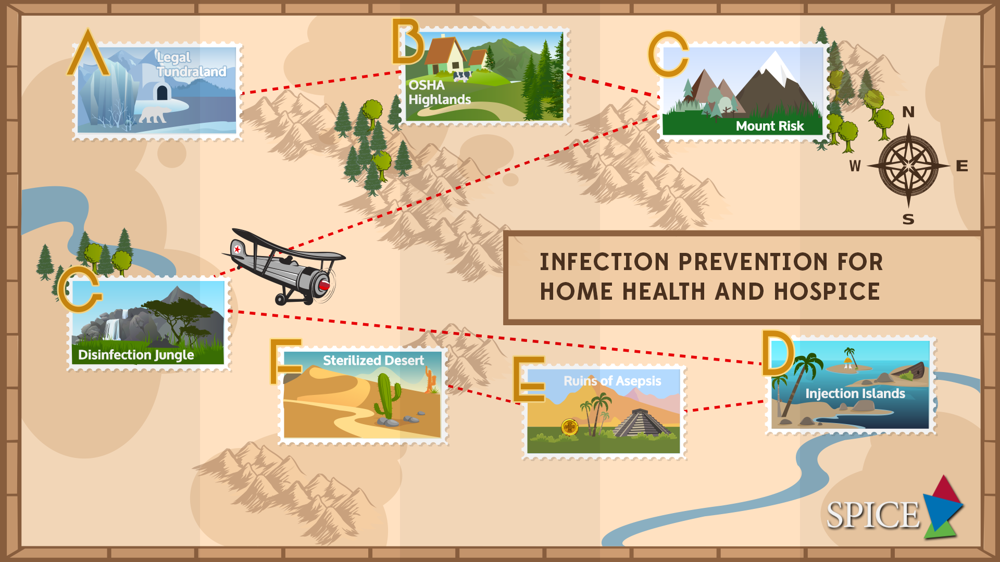 A
Legal
Tundraland
B
OSHA
Highlands
C
Mount Risk
N
W
E
S
INFECTION PREVENTION FOR
HOME HEALTH AND HOSPICE
C
Disinfection Jungle
F
Sterilized Desert
E
Ruins of Asepsis
D
Injection Islands
SPICE